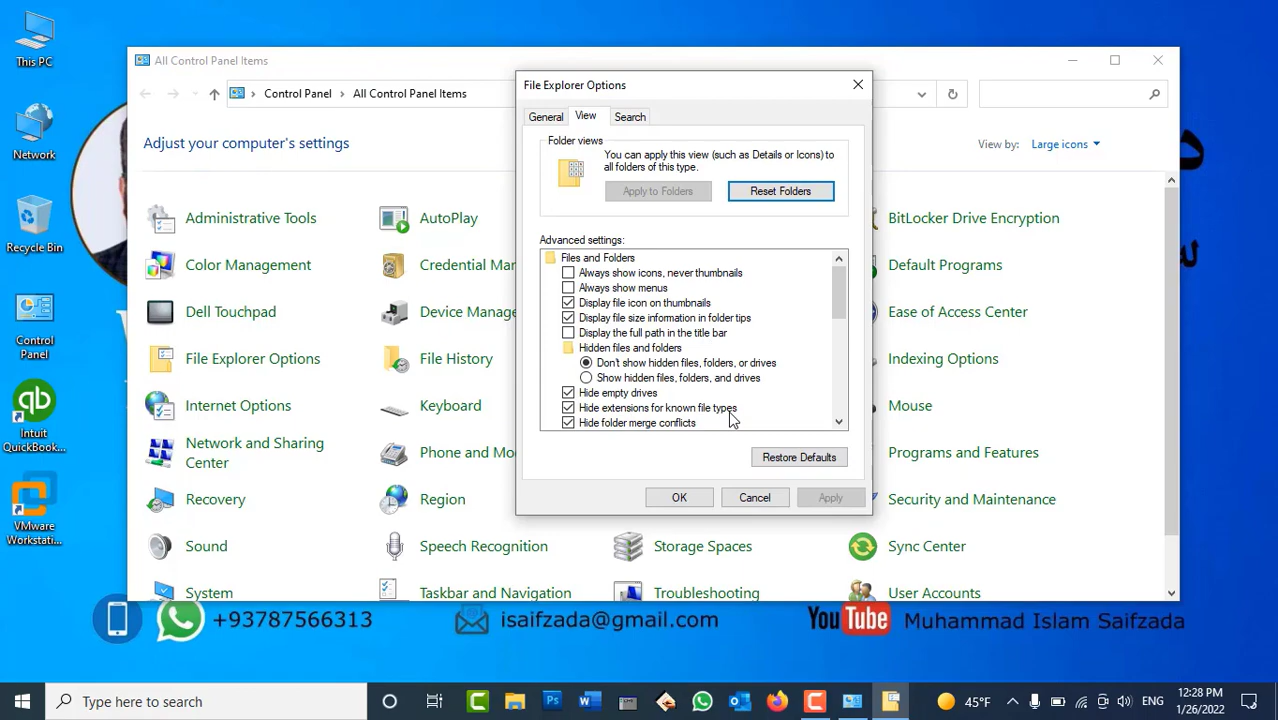 This PC
Network
Recycle Bin
Control
Panel
Intuit
QuickBook...
VMware
Workstati...
All Control Panel Items
Control Panel
All Control Panel Items
Adjust your computer's settings
View by: Large icons
Administrative Tools
AutoPlay
BitLocker Drive Encryption
Color Management
Credential Mar
Default Programs
Dell Touchpad
Device Manage
Ease of Access Center
File Explorer Options
File History
Indexing Options
Internet Options
Keyboard
Mouse
Network and Sharing
Center
Phone and Mo
Programs and Features
Recovery
Region
Security and Maintenance
Sound
Speech Recognition
Storage Spaces
Sync Center
System
Taskbar and Navigation
Troubleshooting
User Accounts
File Explorer Options
General
View
Search
Folder views
You can apply this view (such as Details or Icons) to
all folders of this type.
Apply to Folders
Reset Folders
Advanced settings:
Files and Folders
Always show icons, never thumbnails
Always show menus
Display file icon on thumbnails
Display file size information in folder tips
Display the full path in the title bar
Hidden files and folders
Don't show hidden files, folders, or drives
Show hidden files, folders, and drives
Hide empty drives
Hide extensions for known file types
Hide folder merge conflicts
Restore Defaults
OK
Cancel
Apply
+93787566313
isaifzada@gmail.com
YouTube
Muhammad Islam Saifzada
Type here to search
qb
Ps
45°F
ENG
12:28 PM
1/26/2022